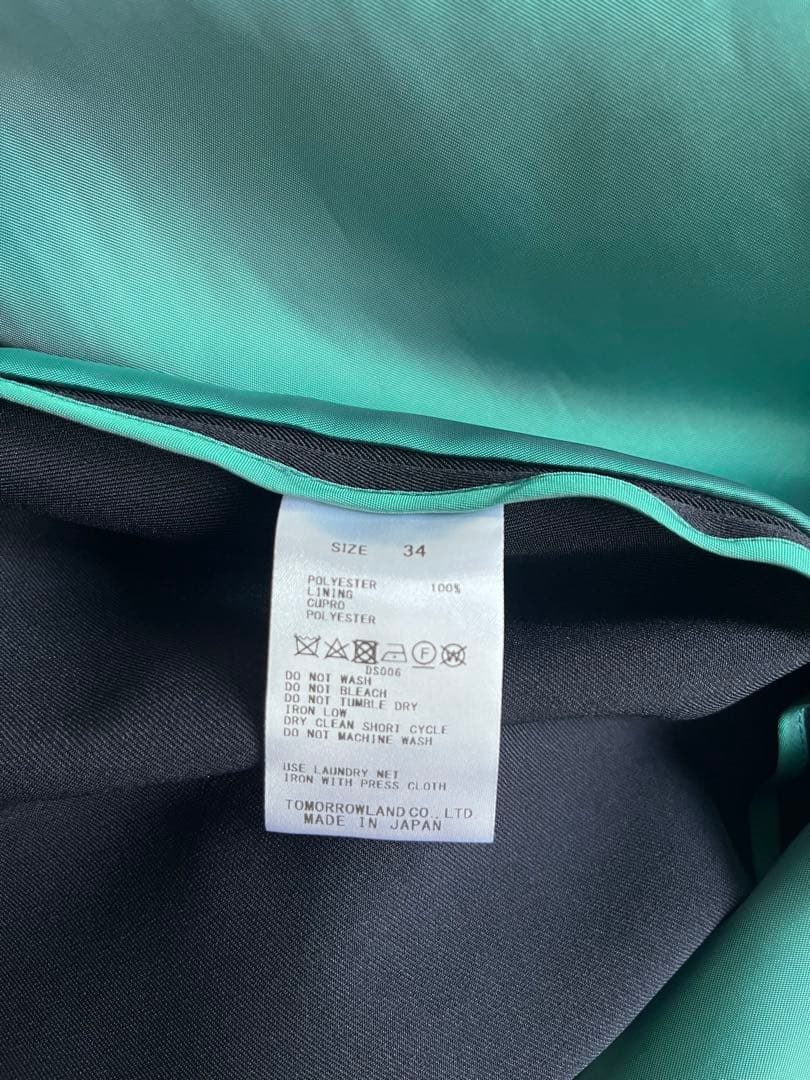 SIZE 34
POLYESTER 100%
LINING
CUPRO
POLYESTER
F W
DS006
DO NOT WASH
DO NOT BLEACH
DO NOT TUMBLE DRY
IRON LOW
DRY CLEAN SHORT CYCLE
DO NOT MACHINE WASH
USE LAUNDRY NET
IRON WITH PRESS CLOTH
TOMORROWLAND CO., LTD.
MADE IN JAPAN